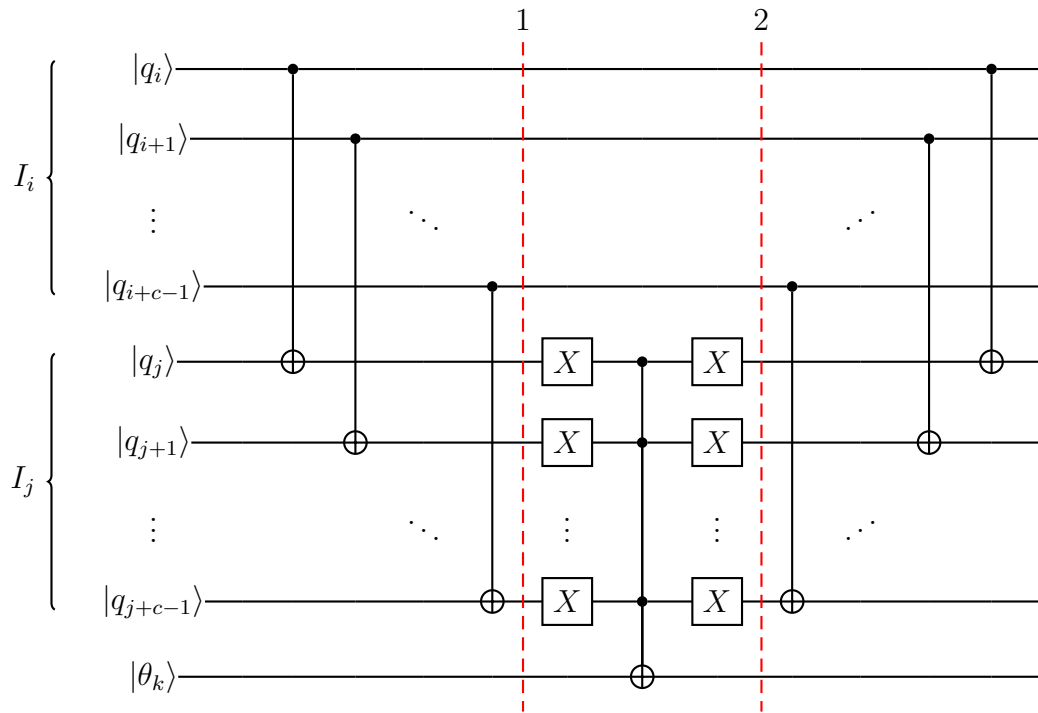 1 2
|q_i⟩
|q_{i+1}⟩
I_i
⋮ ⋱ ⋰
|q_{i+c−1}⟩
|q_j⟩ X X
|q_{j+1}⟩ X X
I_j
⋮ ⋱ ⋮ ⋮ ⋰
|q_{j+c−1}⟩ X X
|θ_k⟩